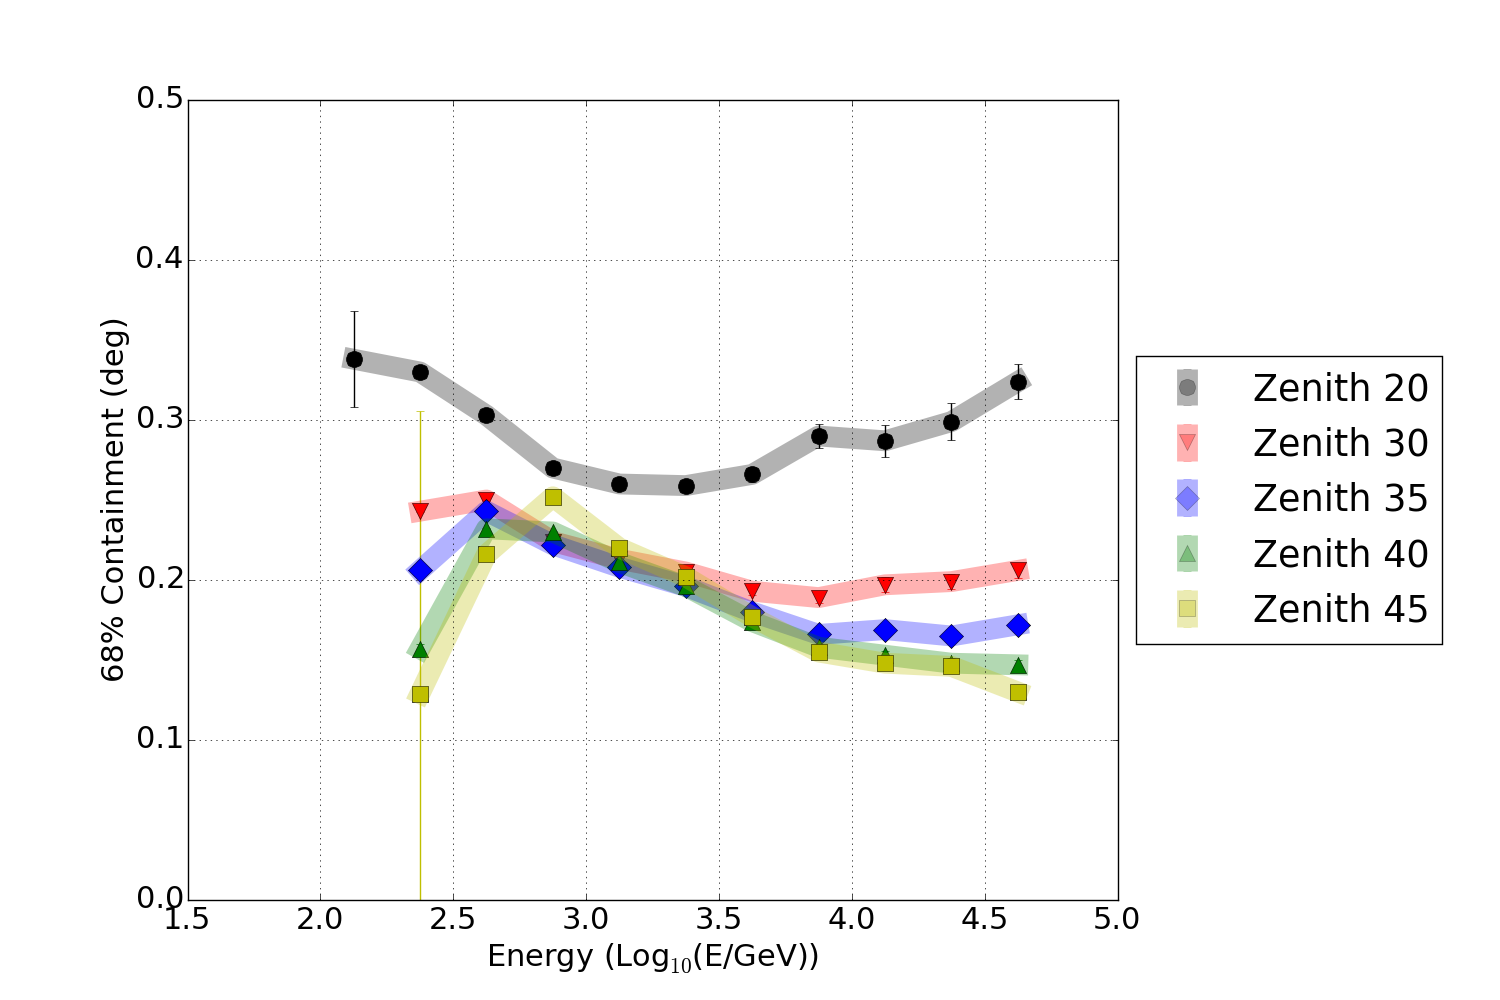 0.5
0.4
0.3
0.2
0.1
0.0
68% Containment (deg)
1.5 2.0 2.5 3.0 3.5 4.0 4.5 5.0
Energy (Log₁₀(E/GeV))
Zenith 20
Zenith 30
Zenith 35
Zenith 40
Zenith 45